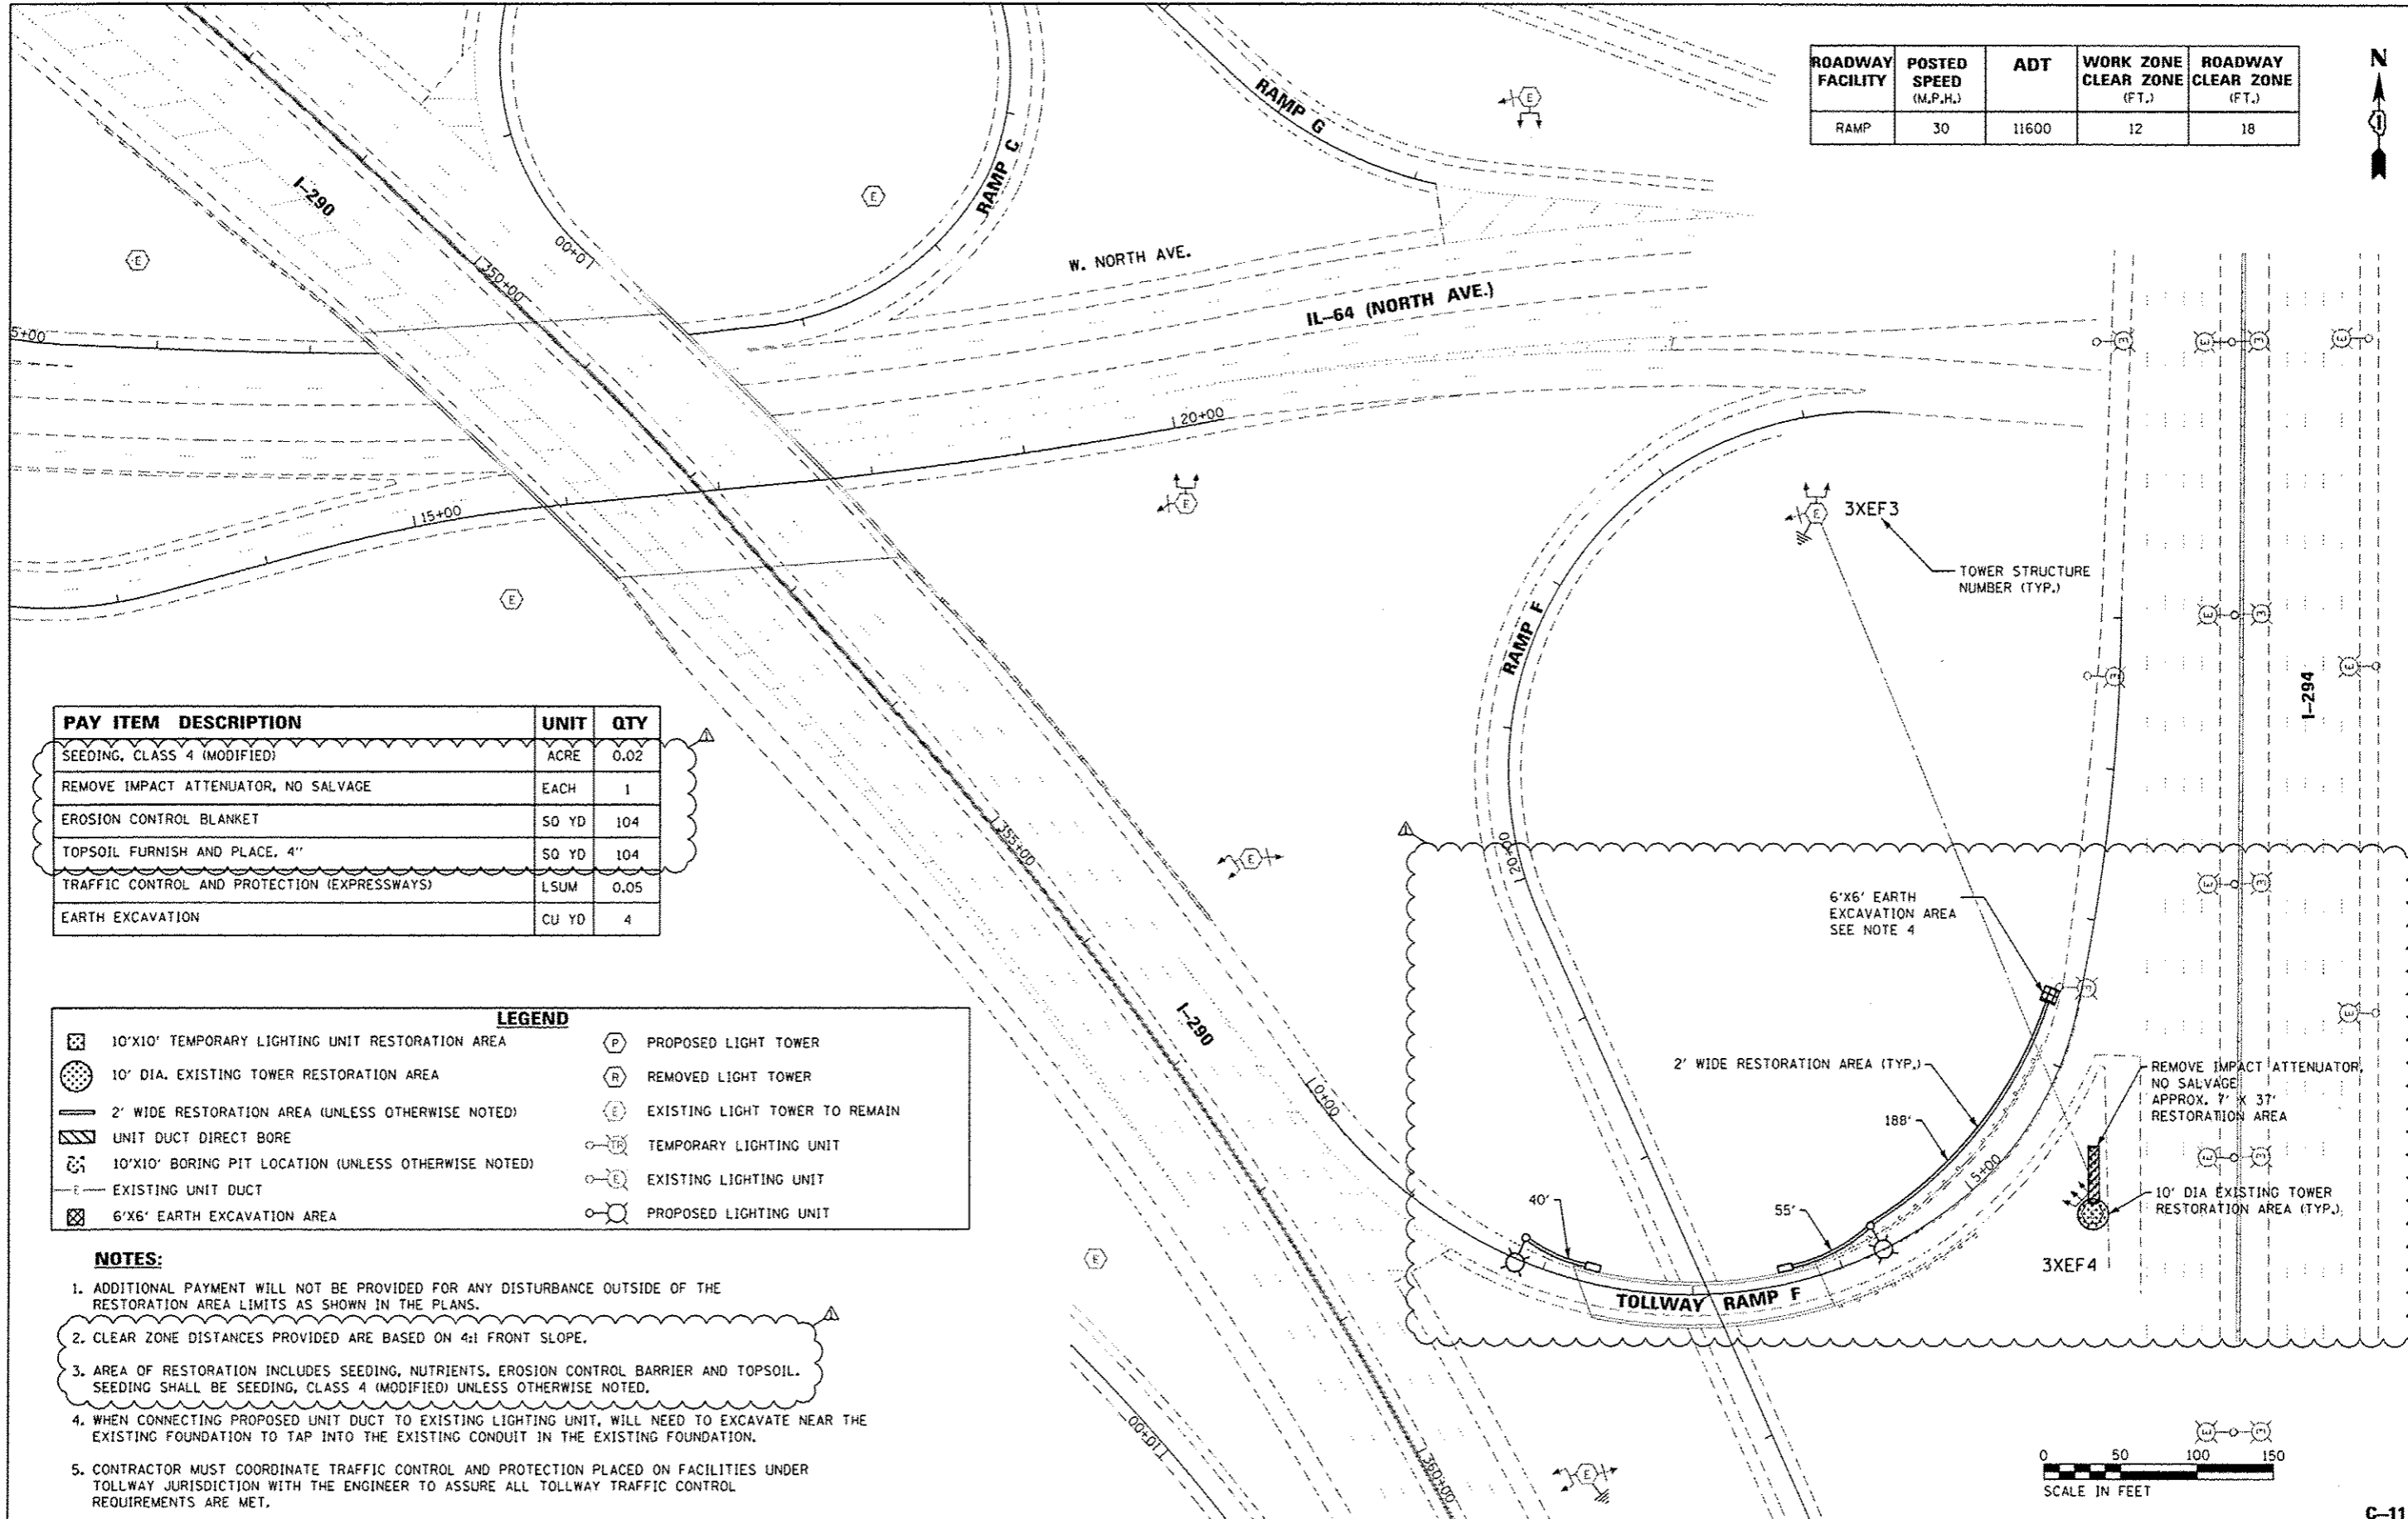 ROADWAY FACILITY POSTED SPEED (M.P.H.) ADT WORK ZONE CLEAR ZONE (FT.) ROADWAY CLEAR ZONE (FT.)
RAMP 30 11600 12 18
N
RAMP G
RAMP C
I-290
1350+00
10+00
W. NORTH AVE.
IL-64 (NORTH AVE.)
5+00
120+00
115+00
3XEF3
TOWER STRUCTURE
NUMBER (TYP.)
RAMP F
I-294
PAY ITEM DESCRIPTION UNIT QTY
SEEDING, CLASS 4 (MODIFIED) ACRE 0.02
REMOVE IMPACT ATTENUATOR, NO SALVAGE EACH 1
EROSION CONTROL BLANKET SQ YD 104
TOPSOIL FURNISH AND PLACE, 4" SQ YD 104
TRAFFIC CONTROL AND PROTECTION (EXPRESSWAYS) LSUM 0.05
EARTH EXCAVATION CU YD 4
1355+00
120+00
6'X6' EARTH
EXCAVATION AREA
SEE NOTE 4
I-290
10+00
2' WIDE RESTORATION AREA (TYP.)
188'
REMOVE IMPACT ATTENUATOR,
NO SALVAGE
APPROX. 7' X 37'
RESTORATION AREA
15+00
40'
55'
10' DIA EXISTING TOWER
RESTORATION AREA (TYP.)
3XEF4
TOLLWAY RAMP F
LEGEND
10'X10' TEMPORARY LIGHTING UNIT RESTORATION AREA
10' DIA. EXISTING TOWER RESTORATION AREA
2' WIDE RESTORATION AREA (UNLESS OTHERWISE NOTED)
UNIT DUCT DIRECT BORE
10'X10' BORING PIT LOCATION (UNLESS OTHERWISE NOTED)
E EXISTING UNIT DUCT
6'X6' EARTH EXCAVATION AREA
P PROPOSED LIGHT TOWER
R REMOVED LIGHT TOWER
E EXISTING LIGHT TOWER TO REMAIN
TR TEMPORARY LIGHTING UNIT
E EXISTING LIGHTING UNIT
PROPOSED LIGHTING UNIT
NOTES:
1. ADDITIONAL PAYMENT WILL NOT BE PROVIDED FOR ANY DISTURBANCE OUTSIDE OF THE
RESTORATION AREA LIMITS AS SHOWN IN THE PLANS.
2. CLEAR ZONE DISTANCES PROVIDED ARE BASED ON 4:1 FRONT SLOPE.
3. AREA OF RESTORATION INCLUDES SEEDING, NUTRIENTS, EROSION CONTROL BARRIER AND TOPSOIL.
SEEDING SHALL BE SEEDING, CLASS 4 (MODIFIED) UNLESS OTHERWISE NOTED.
4. WHEN CONNECTING PROPOSED UNIT DUCT TO EXISTING LIGHTING UNIT, WILL NEED TO EXCAVATE NEAR THE
EXISTING FOUNDATION TO TAP INTO THE EXISTING CONDUIT IN THE EXISTING FOUNDATION.
5. CONTRACTOR MUST COORDINATE TRAFFIC CONTROL AND PROTECTION PLACED ON FACILITIES UNDER
TOLLWAY JURISDICTION WITH THE ENGINEER TO ASSURE ALL TOLLWAY TRAFFIC CONTROL
REQUIREMENTS ARE MET.
110+00
1360+00
0 50 100 150
SCALE IN FEET
C-11